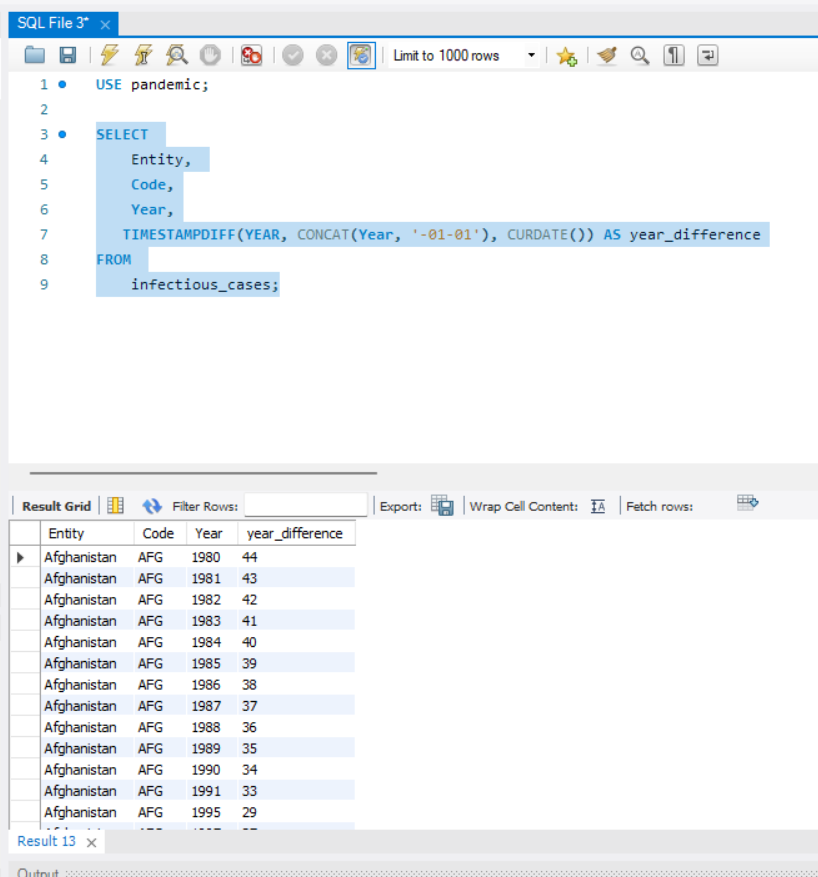 SQL File 3*
Limit to 1000 rows
1 USE pandemic;
2
3 SELECT
4 Entity,
5 Code,
6 Year,
7 TIMESTAMPDIFF(YEAR, CONCAT(Year, '-01-01'), CURDATE()) AS year_difference
8 FROM
9 infectious_cases;
Result Grid Filter Rows: Export: Wrap Cell Content: Fetch rows:
Entity Code Year year_difference
Afghanistan AFG 1980 44
Afghanistan AFG 1981 43
Afghanistan AFG 1982 42
Afghanistan AFG 1983 41
Afghanistan AFG 1984 40
Afghanistan AFG 1985 39
Afghanistan AFG 1986 38
Afghanistan AFG 1987 37
Afghanistan AFG 1988 36
Afghanistan AFG 1989 35
Afghanistan AFG 1990 34
Afghanistan AFG 1991 33
Afghanistan AFG 1995 29
Result 13
Output